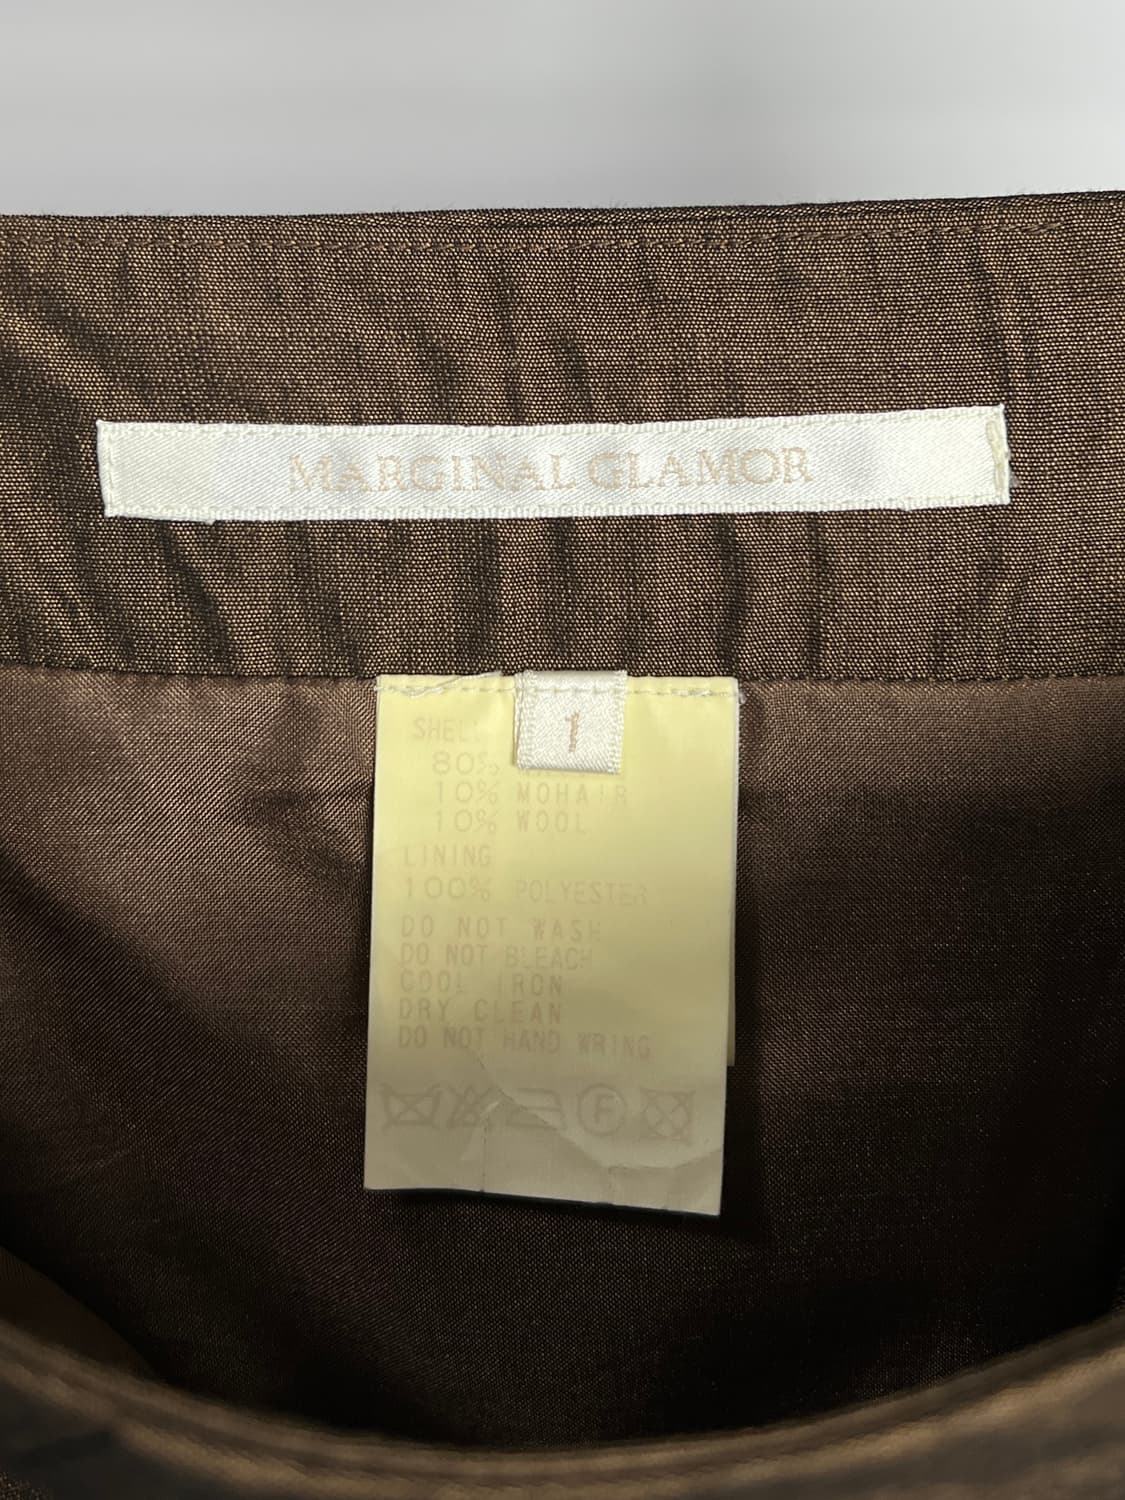 MARGINAL GLAMOR
1
SHELL
80%
10% MOHAIR
10% WOOL
LINING
100% POLYESTER
DO NOT WASH
DO NOT BLEACH
COOL IRON
DRY CLEAN
DO NOT HAND WRING
F